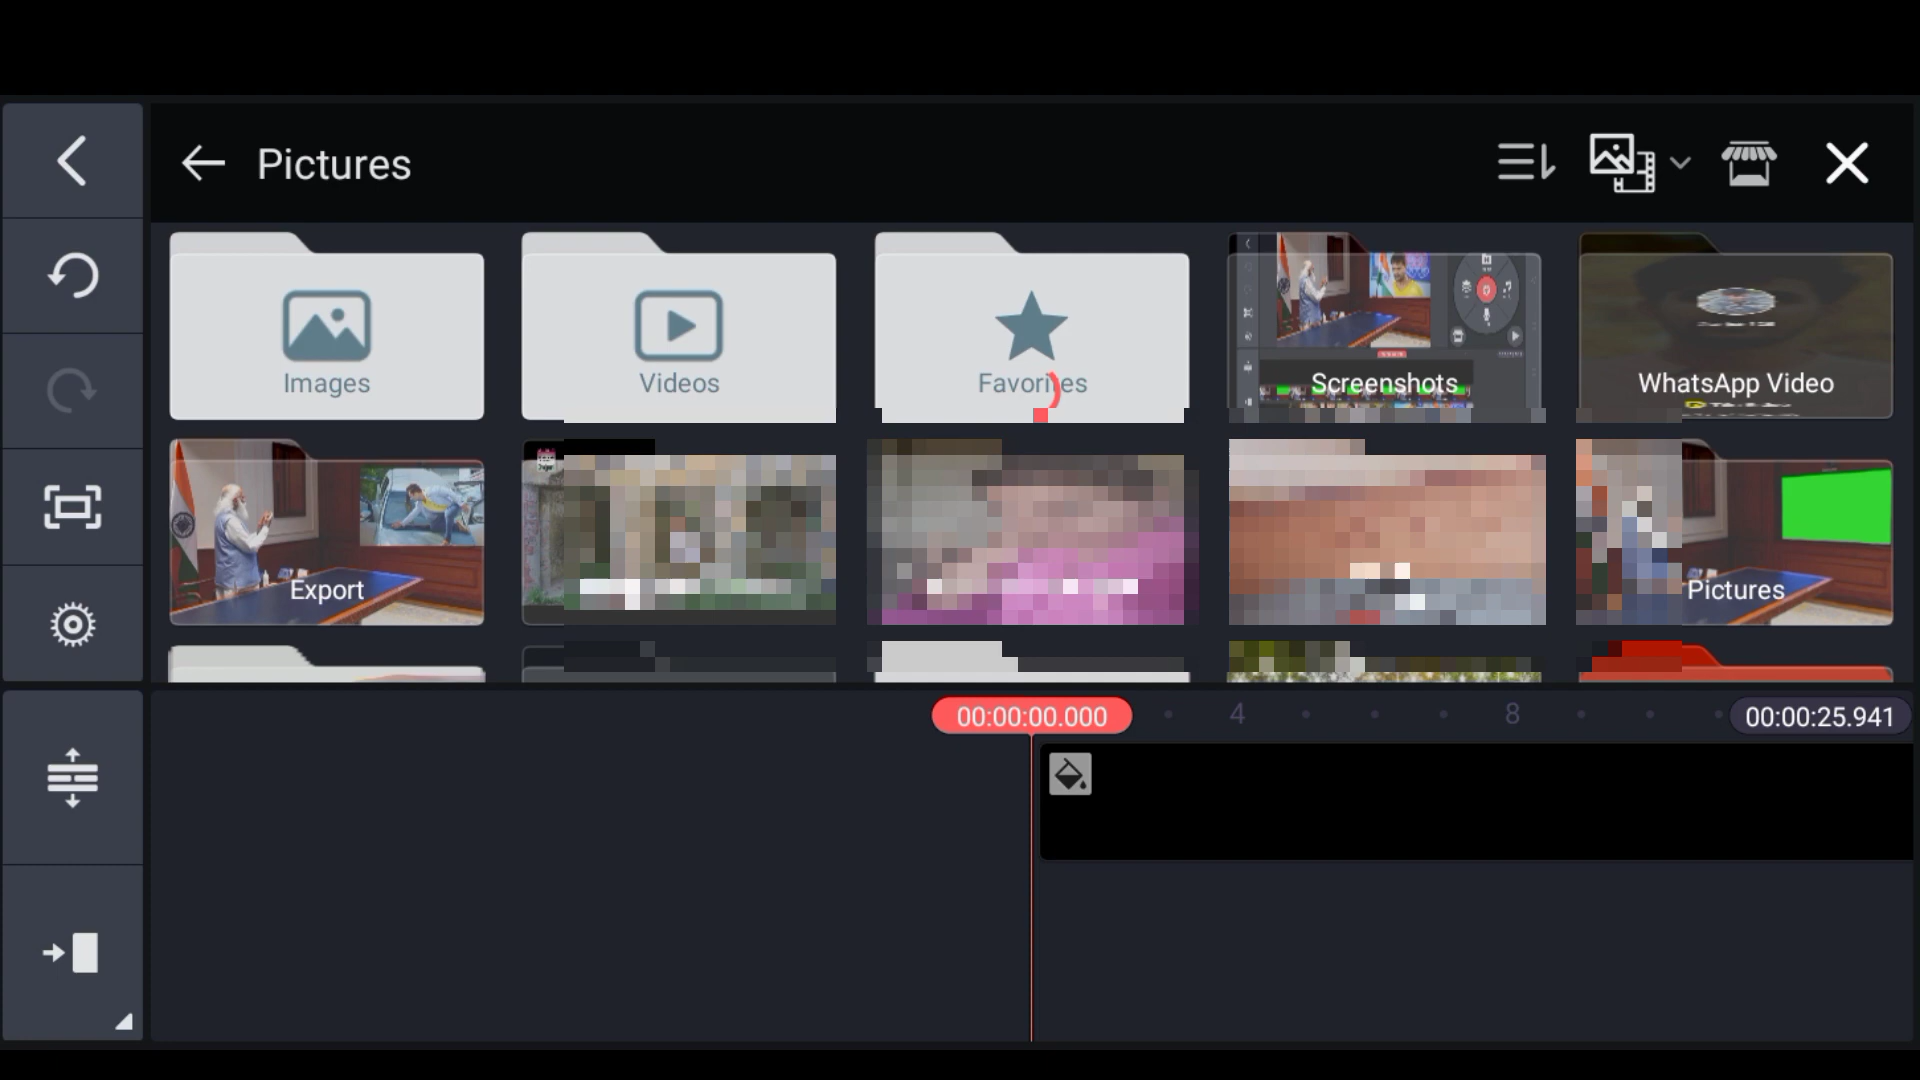 Pictures
Images
Videos
Favorites
Screenshots
WhatsApp Video
Export
Pictures
00:00:00.000
4
8
00:00:25.941